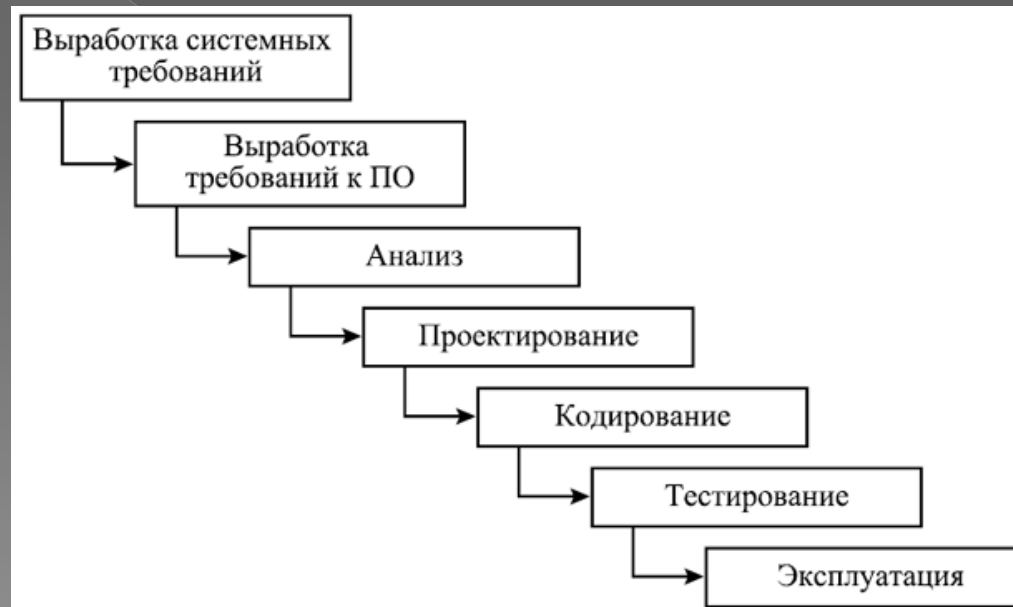 Выработка системных
требований
Выработка
требований к ПО
Анализ
Проектирование
Кодирование
Тестирование
Эксплуатация